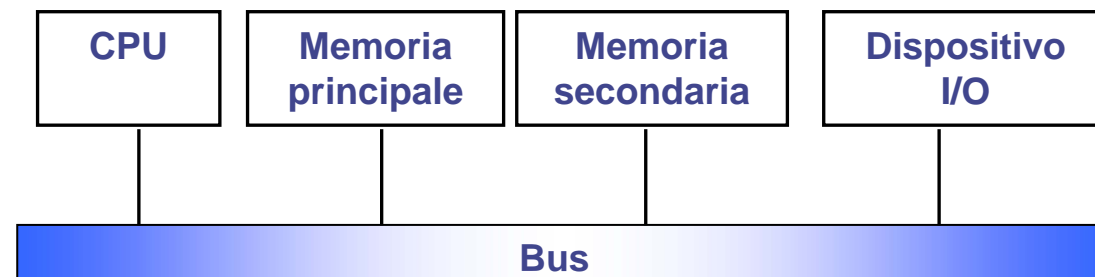 CPU
Memoria
principale
Memoria
secondaria
Dispositivo
I/O
Bus